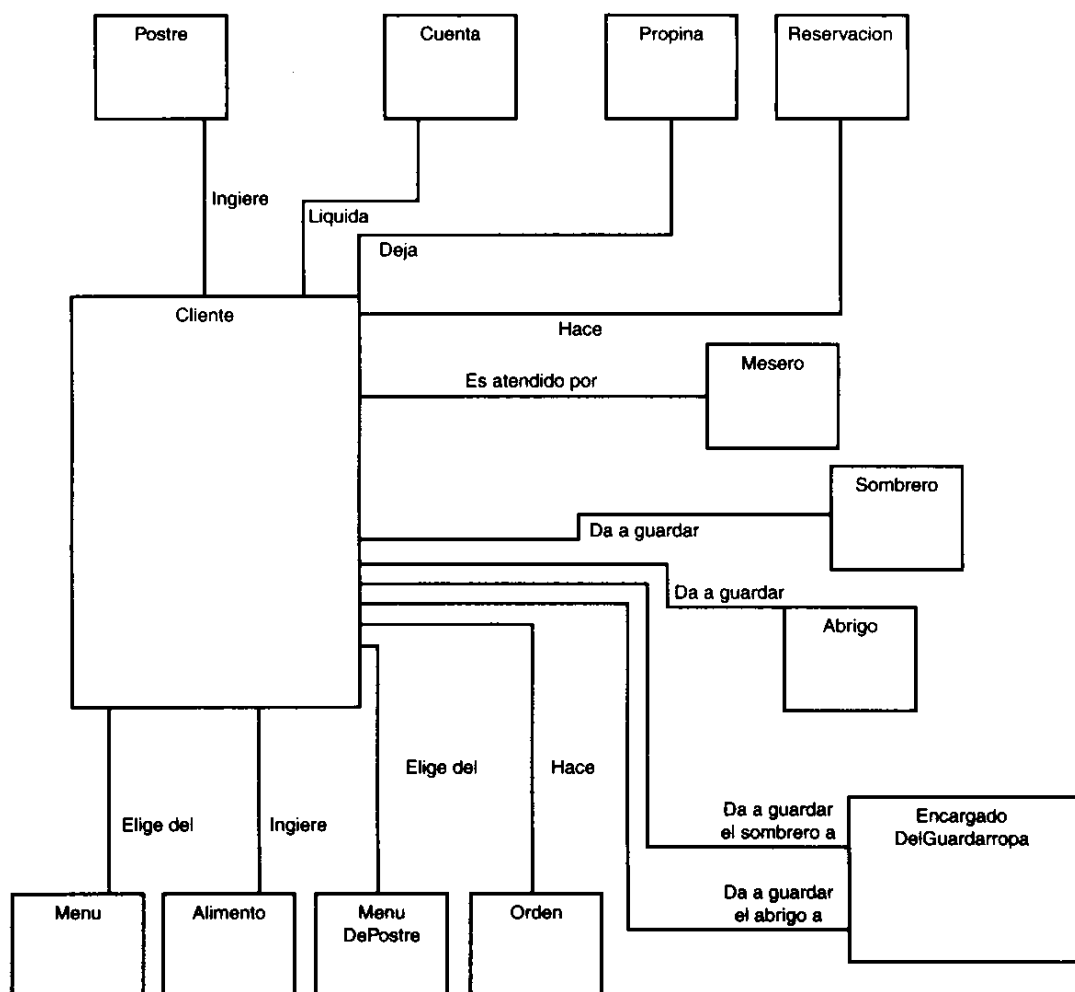 Postre
Cuenta
Propina
Reservacion
Ingiere
Liquida
Deja
Cliente
Hace
Es atendido por
Mesero
Sombrero
Da a guardar
Da a guardar
Abrigo
Elige del
Hace
Elige del
Ingiere
Da a guardar
el sombrero a
Encargado
DelGuardarropa
Da a guardar
el abrigo a
Menu
Alimento
Menu
DePostre
Orden